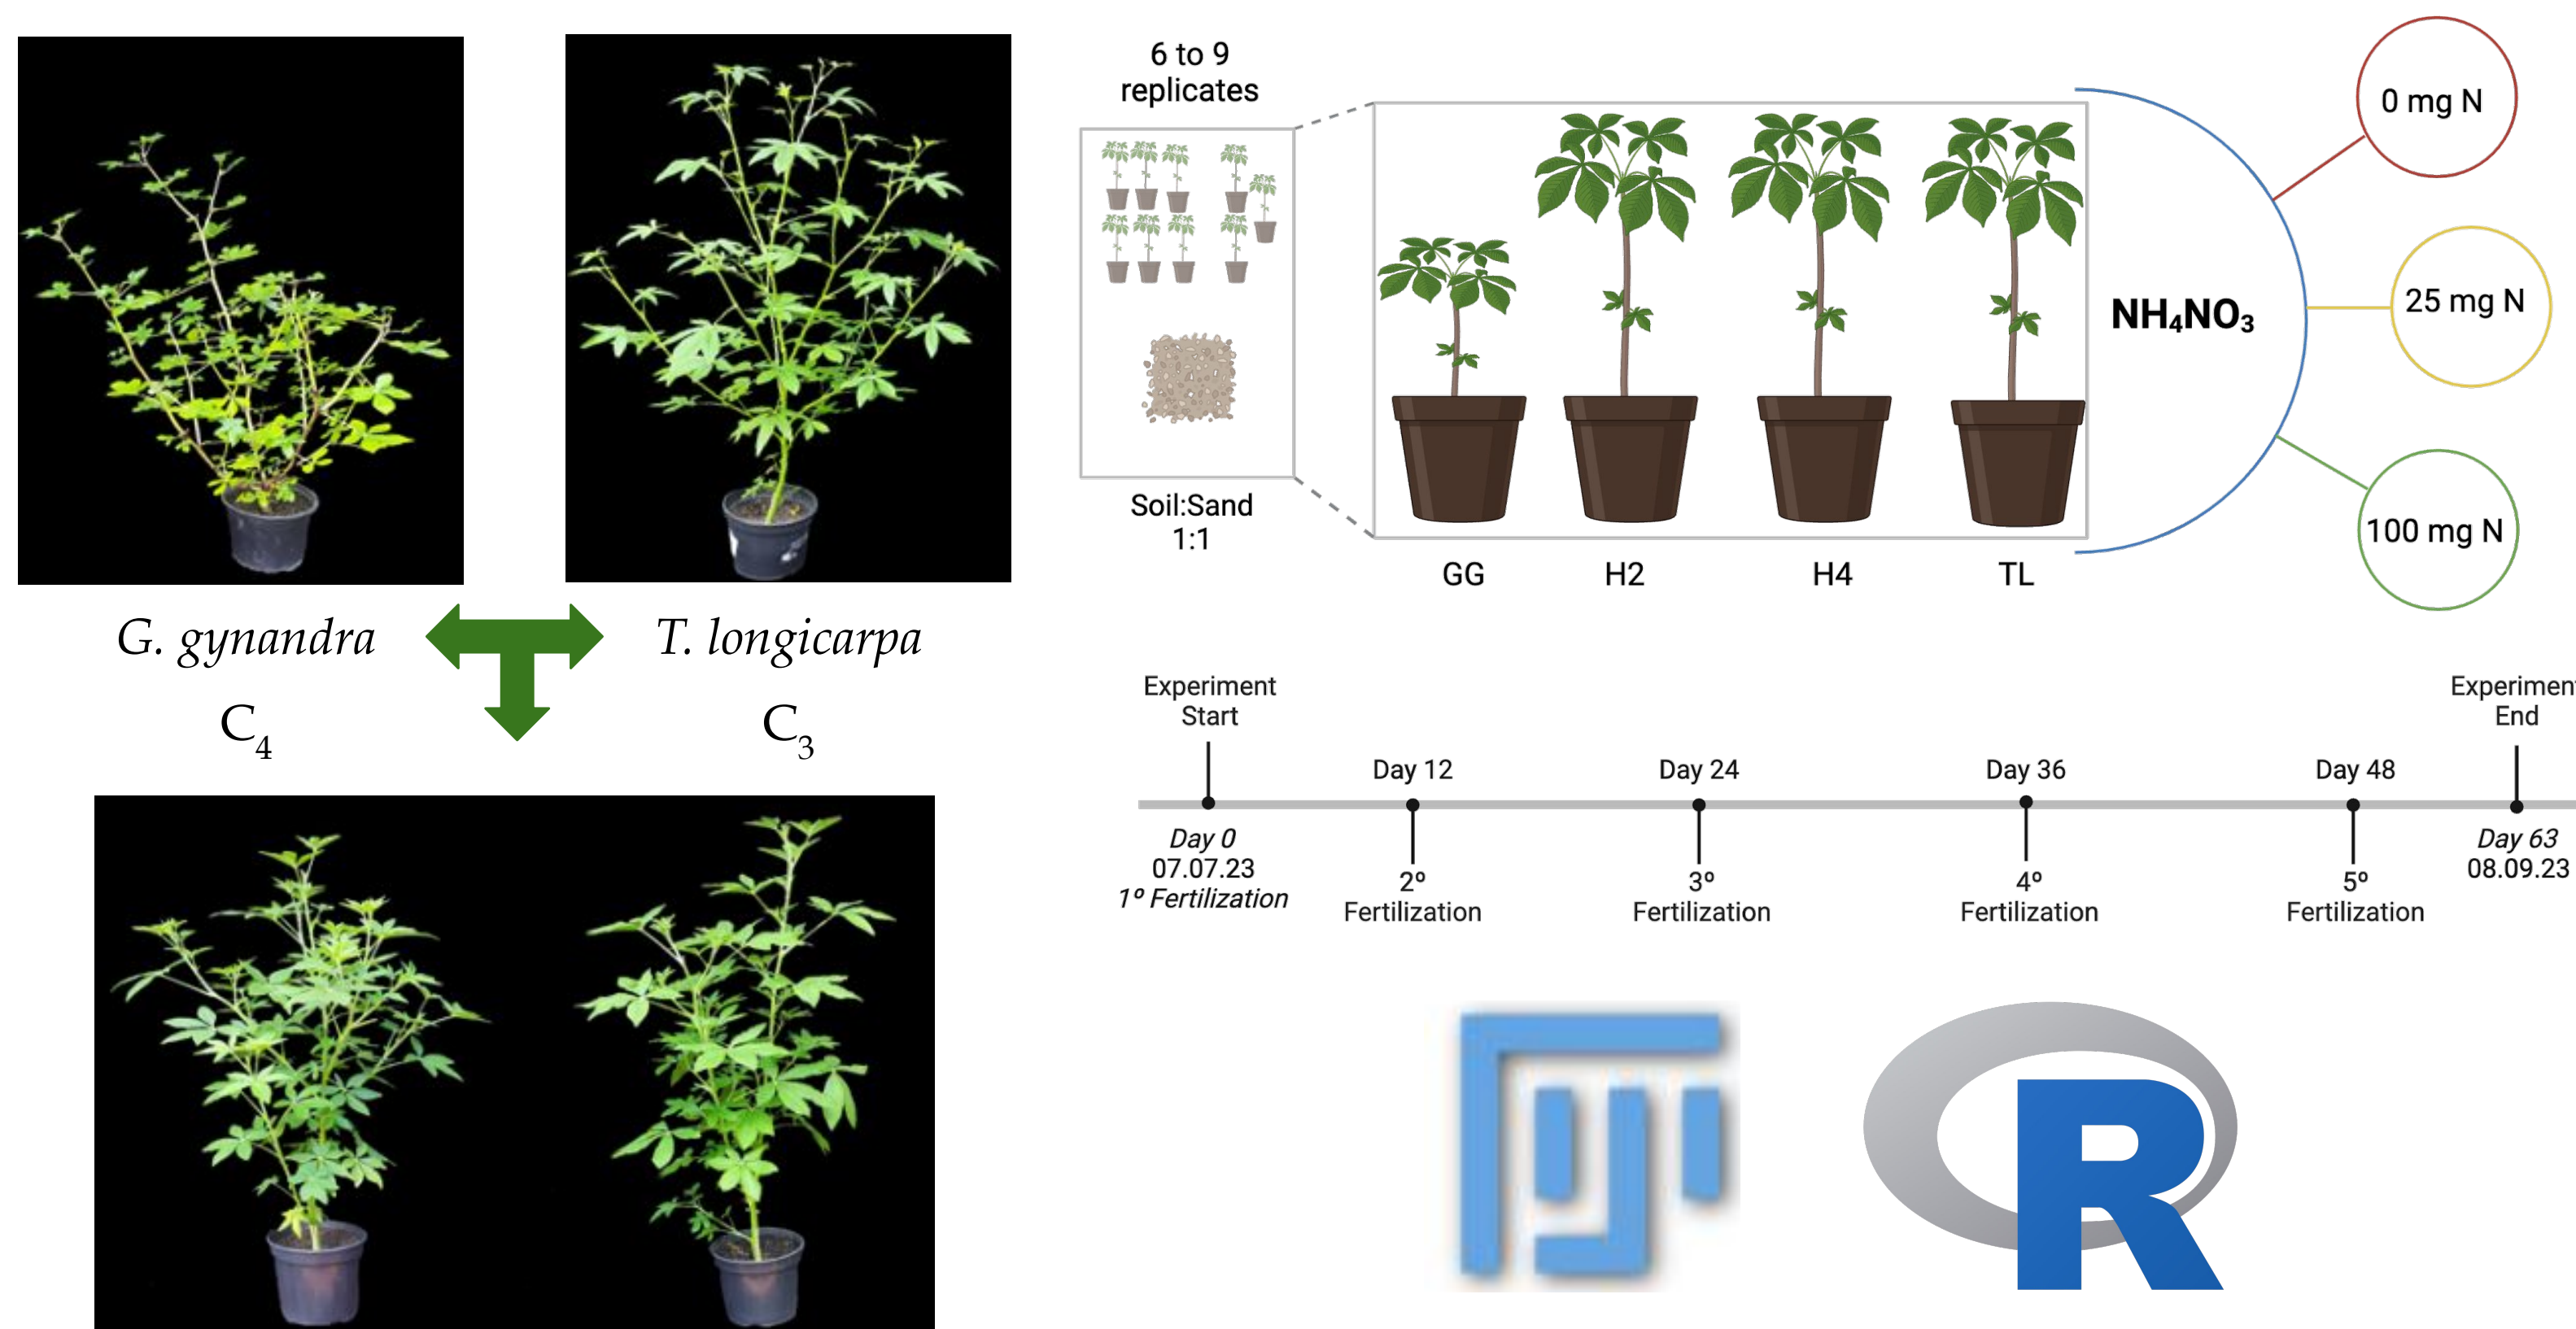 G. gynandra
C4
T. longicarpa
C3
6 to 9
replicates
Soil:Sand
1:1
GG
H2
H4
TL
NH₄NO₃
0 mg N
25 mg N
100 mg N
Experiment
Start
Day 0
07.07.23
1º Fertilization
Day 12
2º
Fertilization
Day 24
3º
Fertilization
Day 36
4º
Fertilization
Day 48
5º
Fertilization
Experiment
End
Day 63
08.09.23
Fiji
R